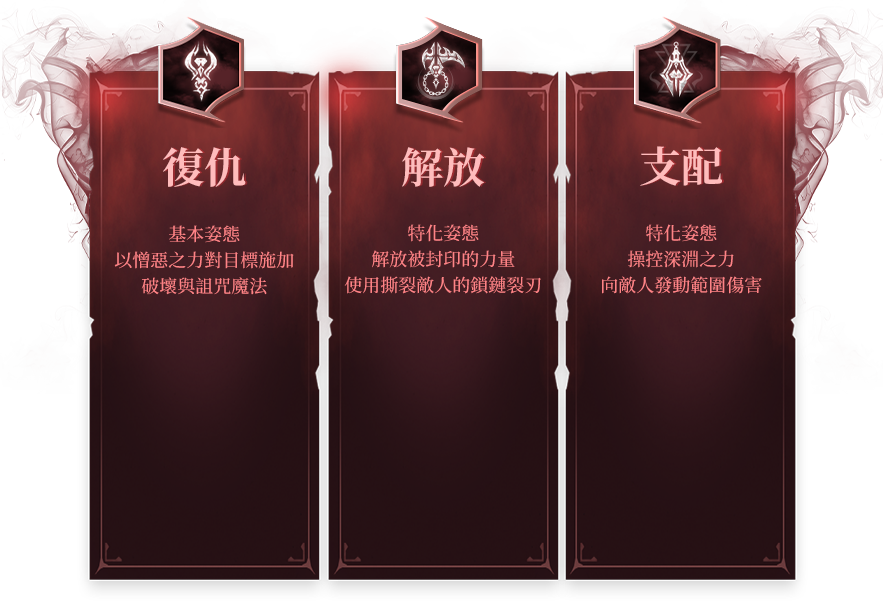 復仇
基本姿態
以憎惡之力對目標施加
破壞與詛咒魔法
解放
特化姿態
解放被封印的力量
使用撕裂敵人的鎖鏈裂刃
支配
特化姿態
操控深淵之力
向敵人發動範圍傷害